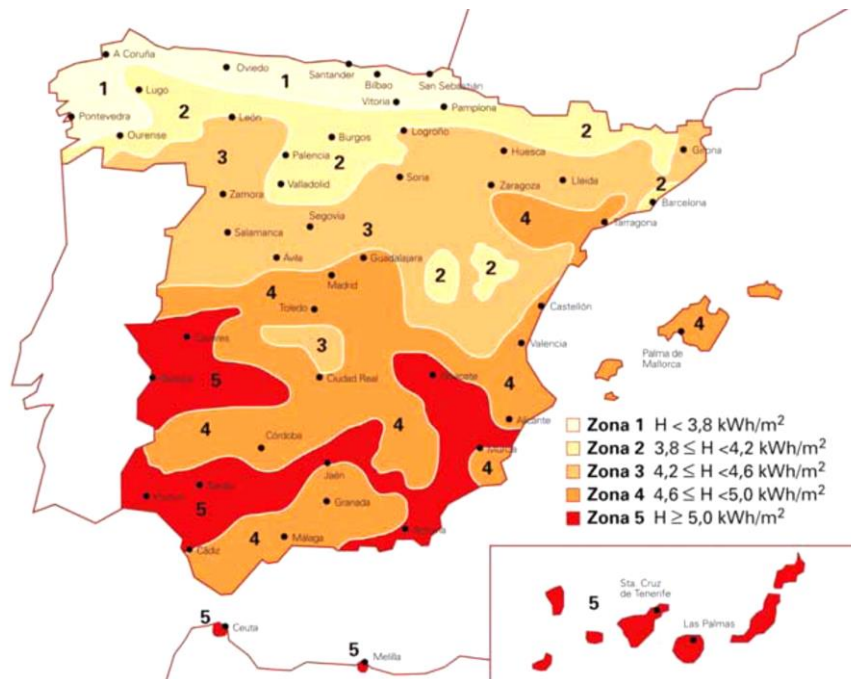 A Coruña
Oviedo
Santander
Bilbao
San Sebastián
1
1
Lugo
Vitoria
Pamplona
2
Pontevedra
León
Ourense
Burgos
Logroño
2
3
Palencia
2
Huesca
Girona
Valladolid
Soria
Zaragoza
Lleida
2
Zamora
Barcelona
Segovia
4
Tarragona
Salamanca
3
Ávila
Guadalajara
2
2
Madrid
4
Toledo
Castellón
4
Cáceres
3
Valencia
Palma de
Mallorca
5
Ciudad Real
Albacete
4
Alicante
4
Córdoba
4
Murcia
4
Jaén
Sevilla
5
Granada
Almería
4
Málaga
Cádiz
Zona 1 H < 3,8 kWh/m²
Zona 2 3,8 ≤ H <4,2 kWh/m²
Zona 3 4,2 ≤ H <4,6 kWh/m²
Zona 4 4,6 ≤ H <5,0 kWh/m²
Zona 5 H ≥ 5,0 kWh/m²
5
Ceuta
5
Melilla
5
Sta. Cruz
de Tenerife
Las Palmas